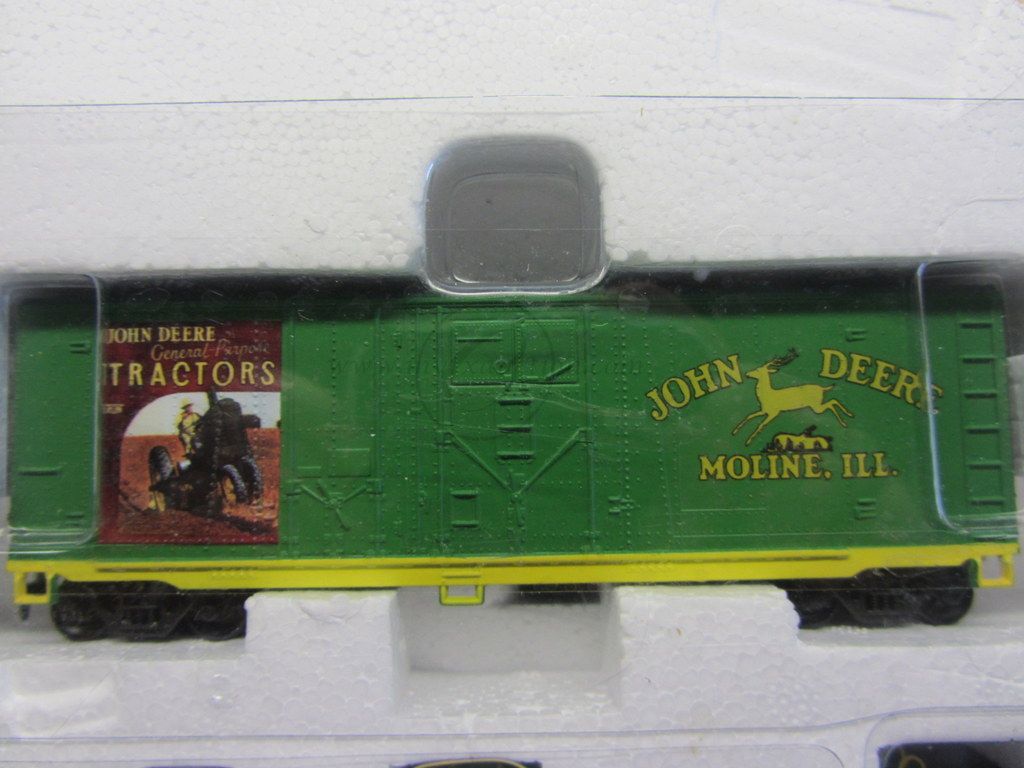 JOHN DEERE
General Purpose
TRACTORS
JOHN DEERE
MOLINE, ILL.